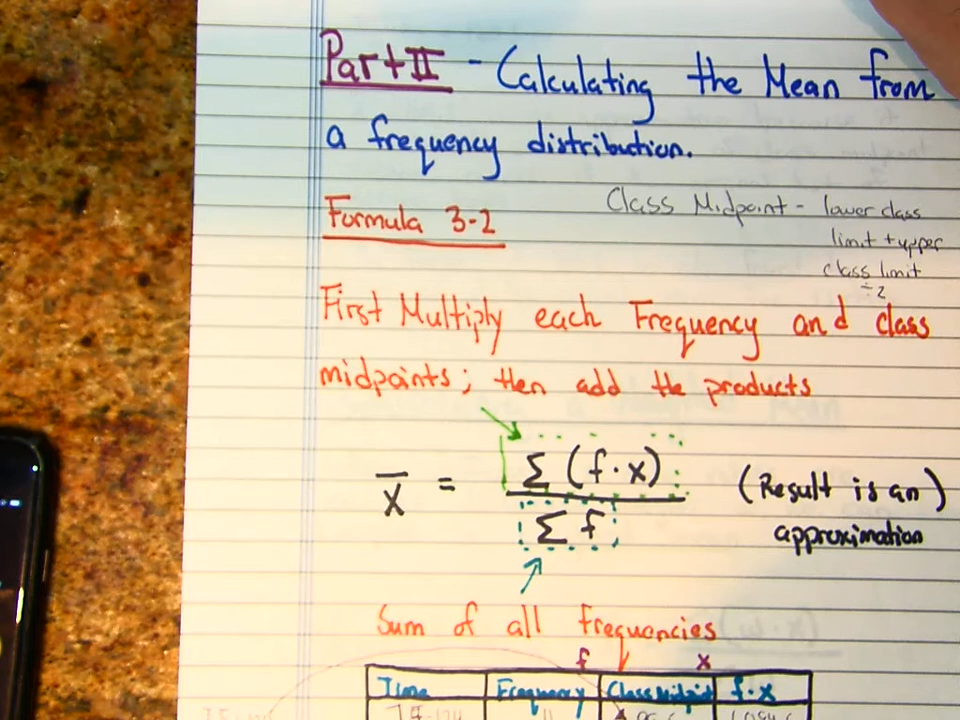 Part II - Calculating the Mean from
a frequency distribution.
Formula 3-2
Class Midpoint - lower class
limit + upper
class limit
÷ 2
First Multiply each Frequency and class
midpoints; then add the products
x̄ = Σ (f·x) / Σ f
(Result is an)
approximation
Sum of all frequencies
f x
Time Frequency Class Midpoint f·x